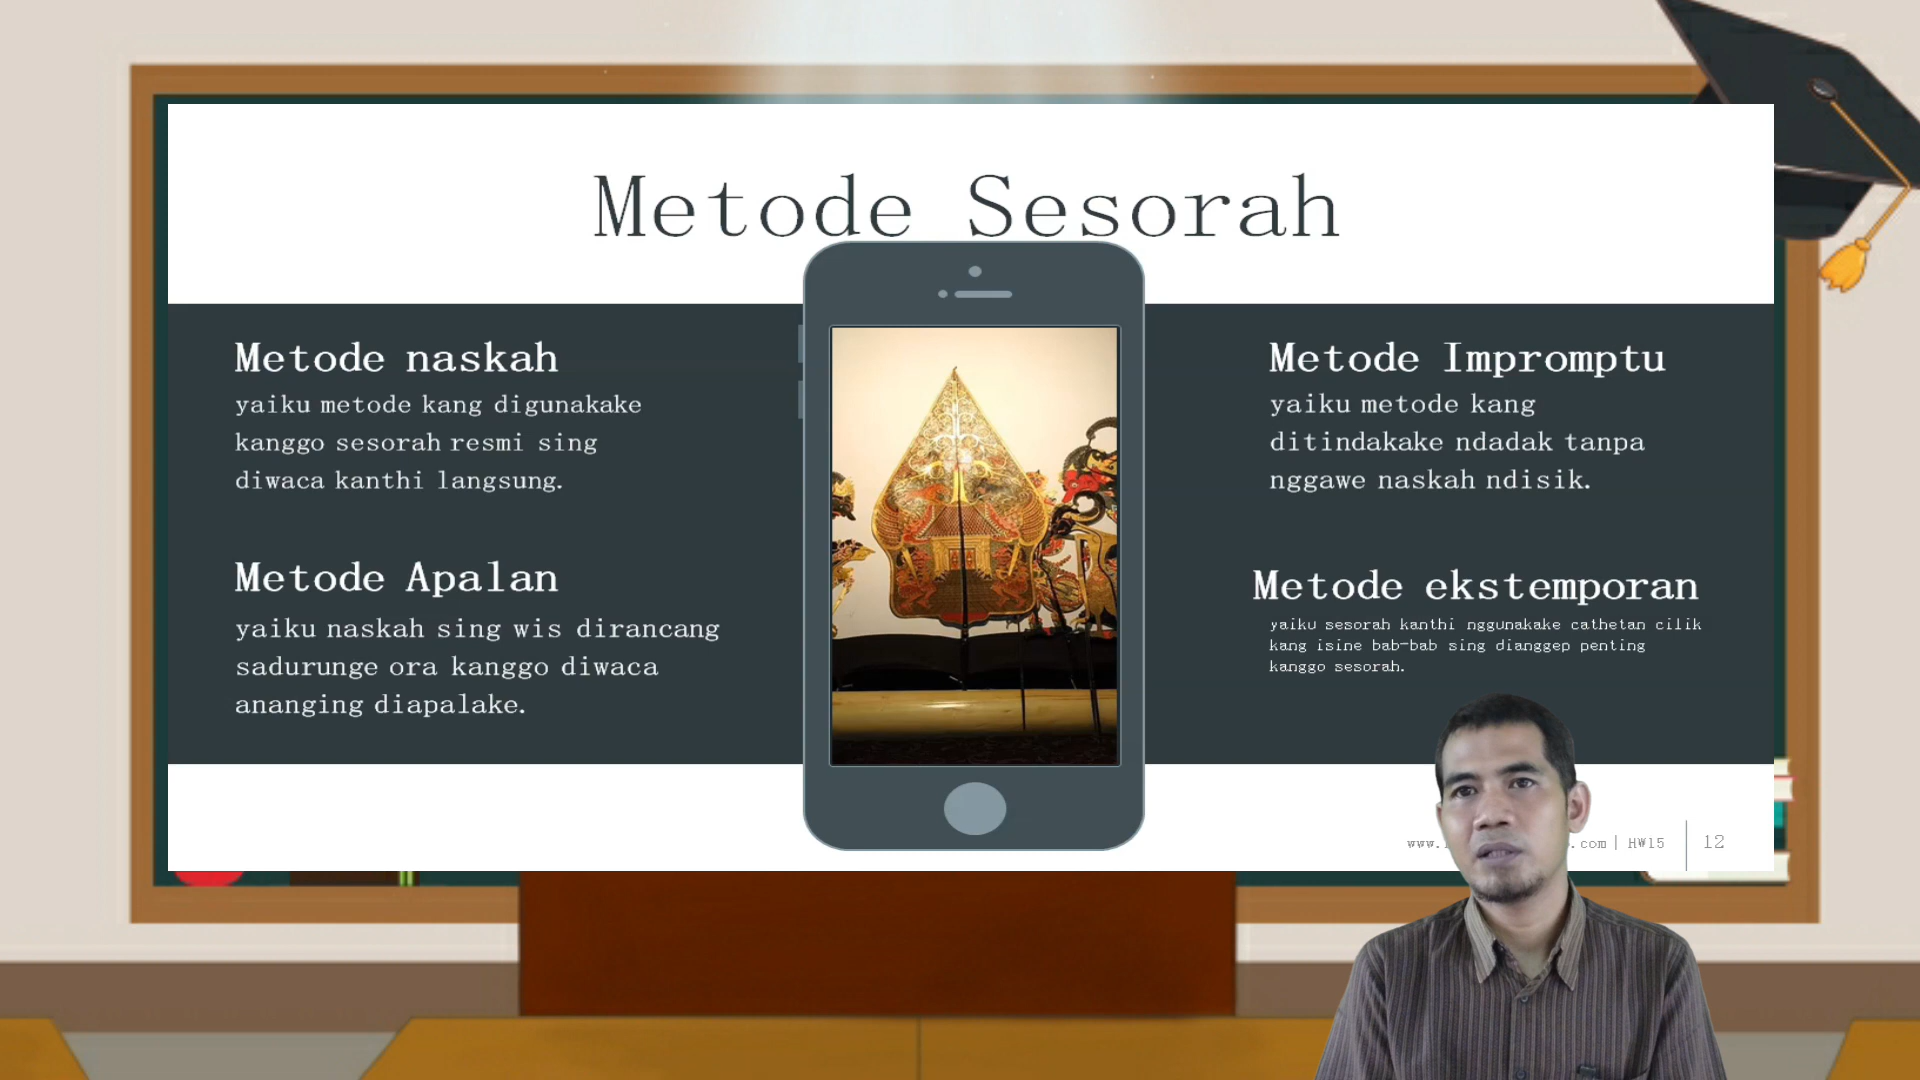 Metode Sesorah
Metode naskah
yaiku metode kang digunakake
kanggo sesorah resmi sing
diwaca kanthi langsung.
Metode Apalan
yaiku naskah sing wis dirancang
sadurunge ora kanggo diwaca
ananging diapalake.
Metode Impromptu
yaiku metode kang
ditindakake ndadak tanpa
nggawe naskah ndisik.
Metode ekstemporan
yaiku sesorah kanthi nggunakake cathetan cilik
kang isine bab-bab sing dianggep penting
kanggo sesorah.
www. .com | HW15 12